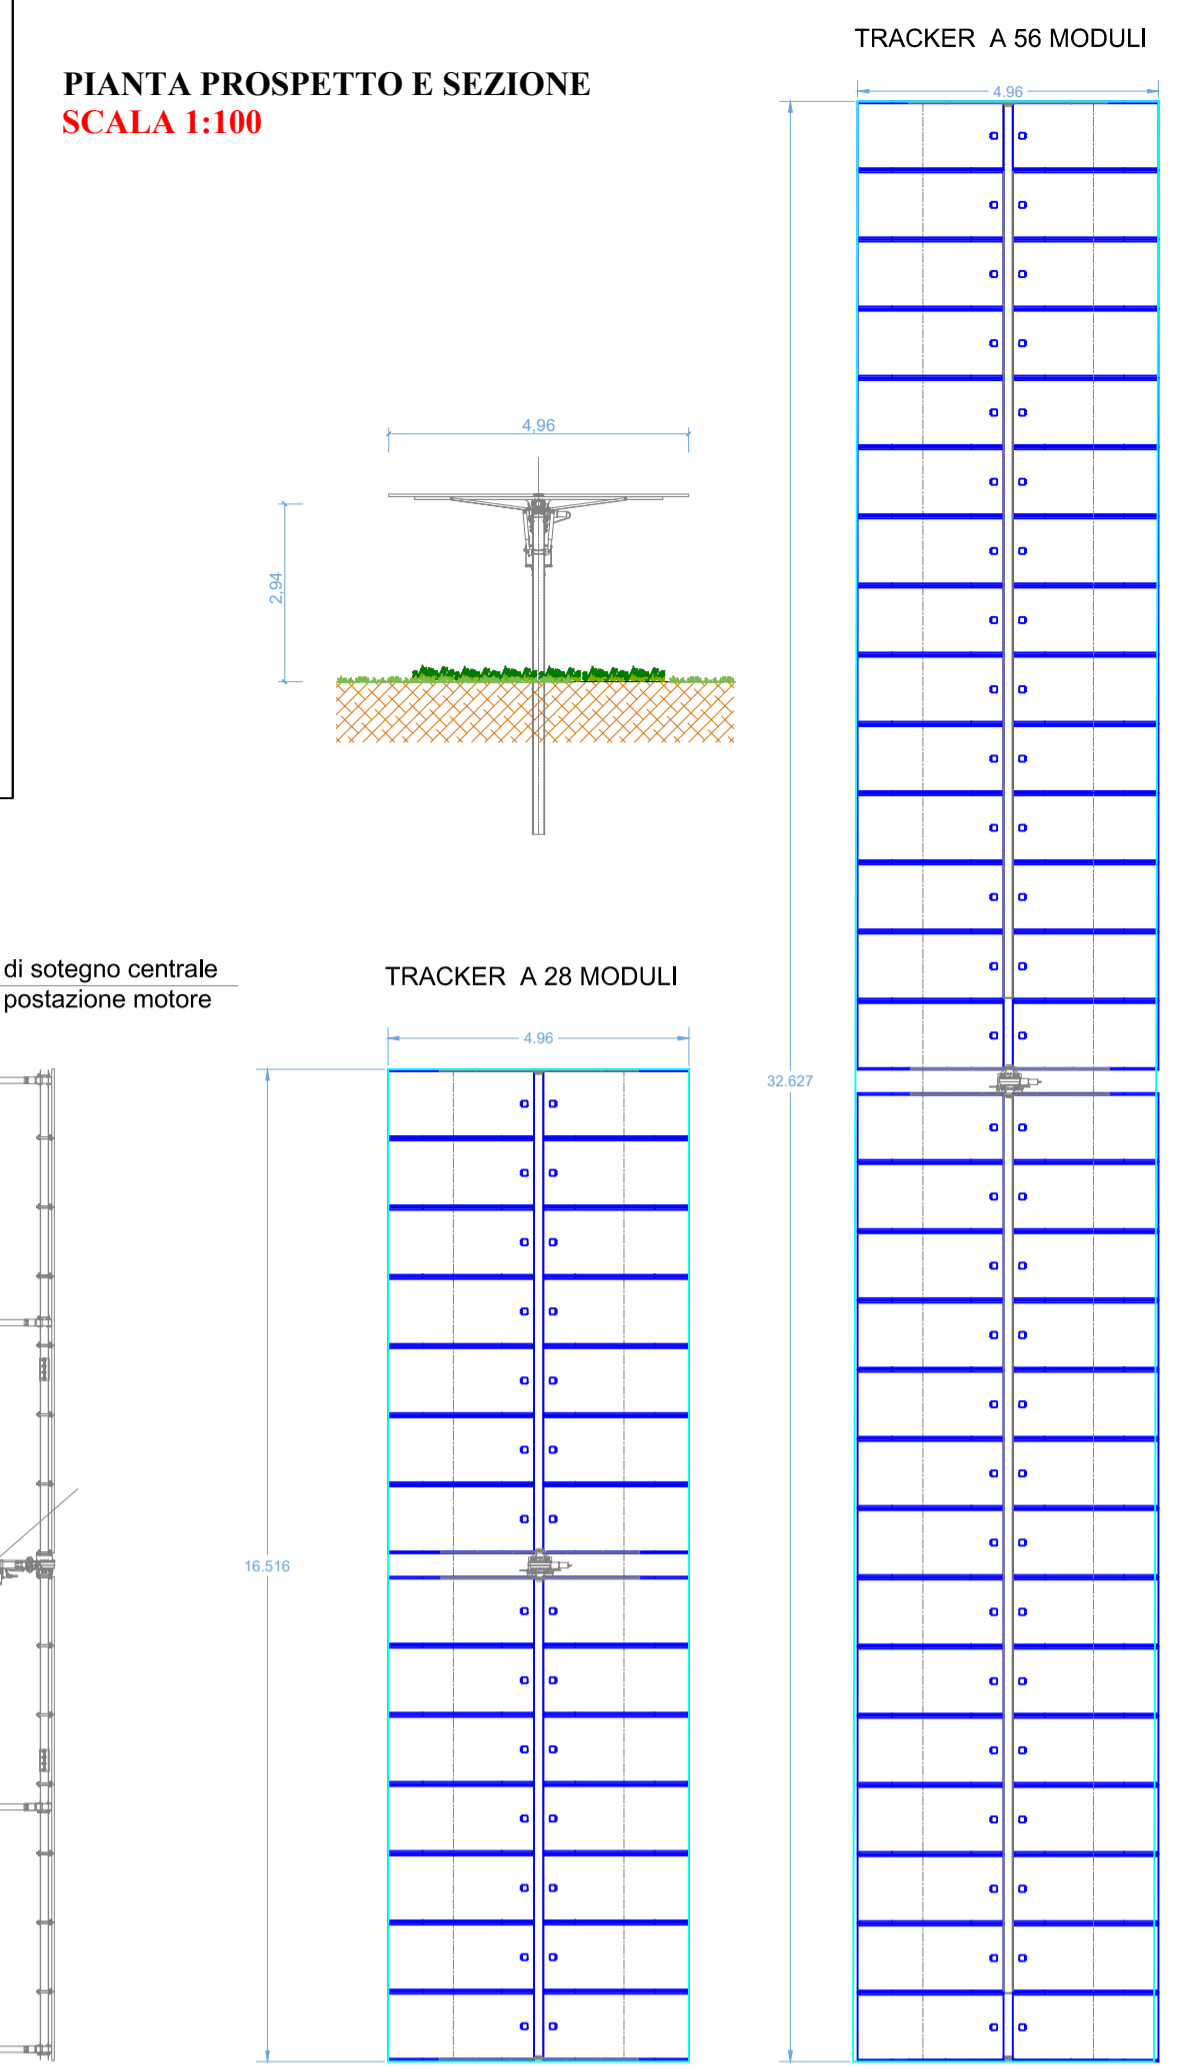 TRACKER A 56 MODULI
PIANTA PROSPETTO E SEZIONE
SCALA 1:100
4.96
4,96
2,94
di sotegno centrale
postazione motore
TRACKER A 28 MODULI
4.96
32.627
16.516